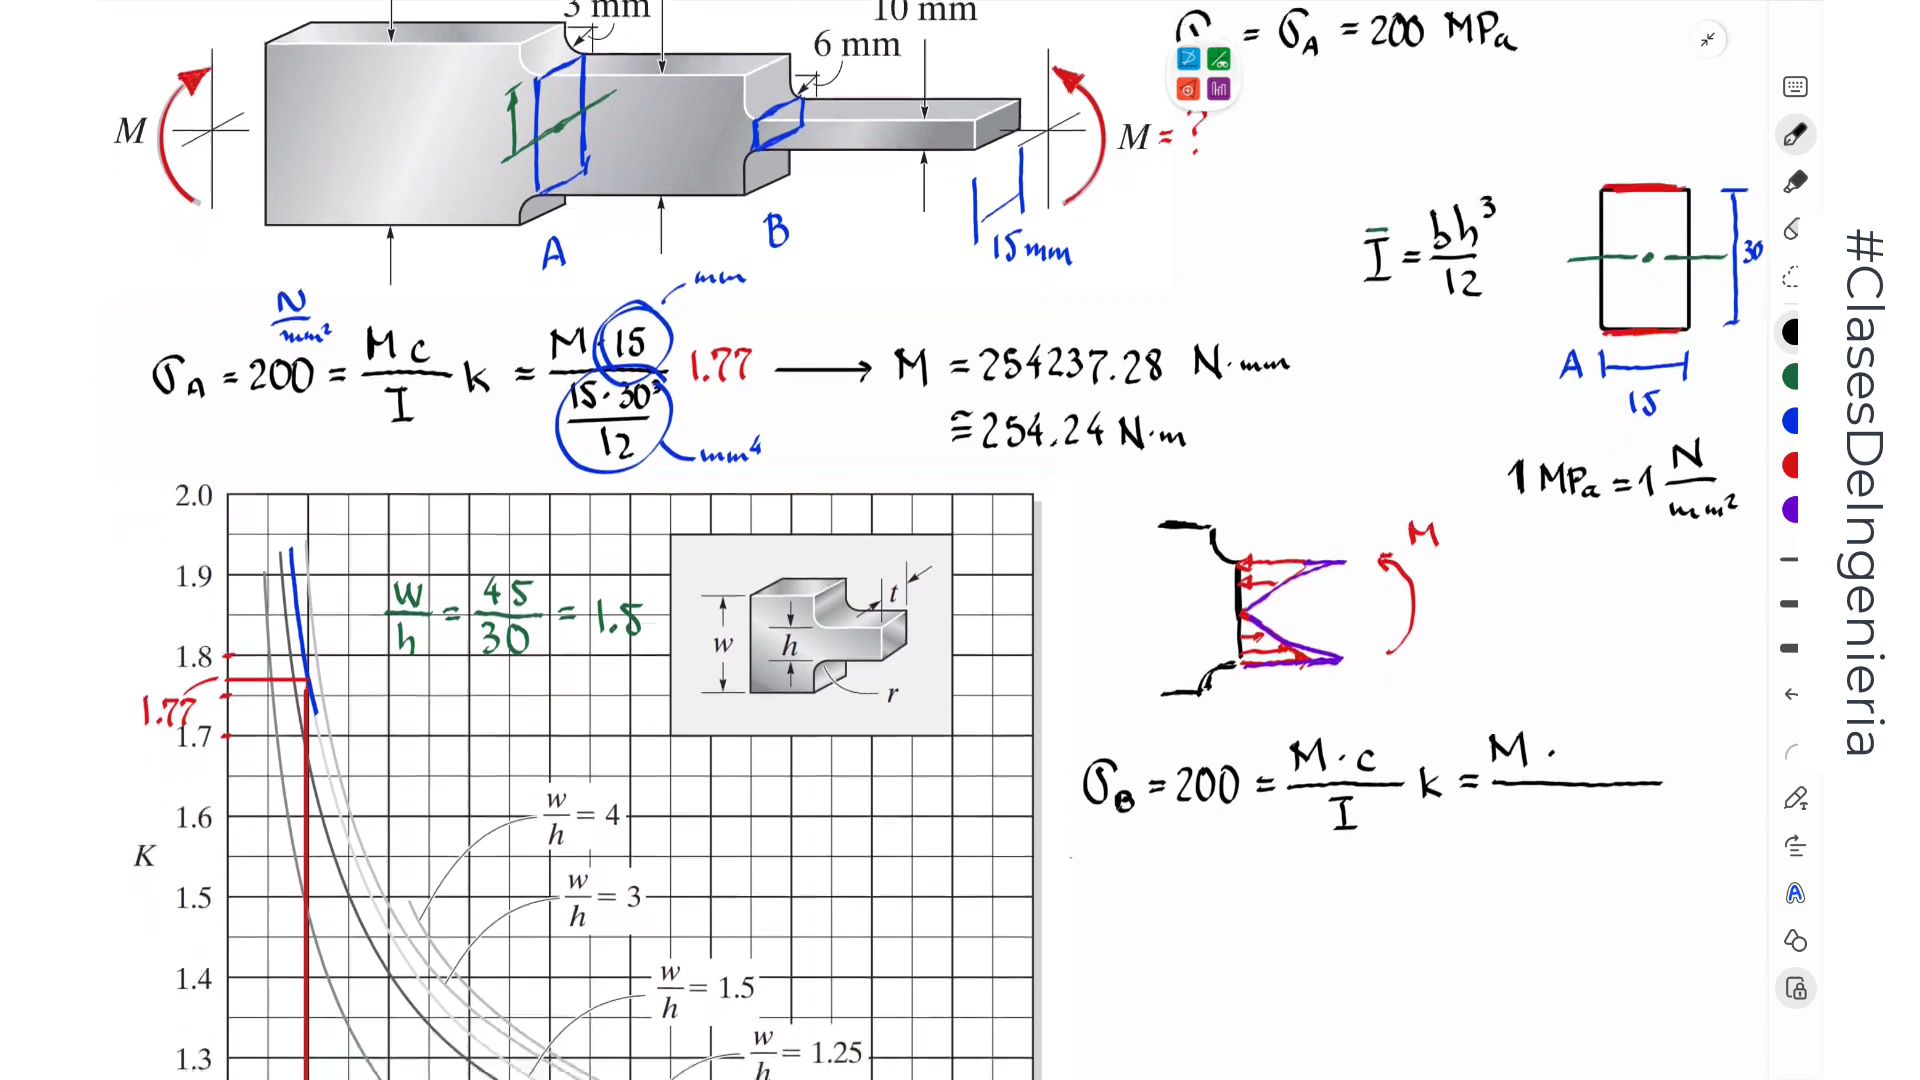 3 mm
10 mm
6 mm
M
M = ?
σ = σA = 200 MPa
A
B
15 mm
Ī = bh³/12
30
A
15
N/mm²
mm
σA = 200 = Mc/I k = M·15/(15·30³/12) 1.77 → M = 254237.28 N·mm
≅ 254.24 N·m
mm⁴
1 MPa = 1 N/mm²
2.0
1.9
1.8
1.77
1.7
1.6
K
1.5
1.4
1.3
w/h = 45/30 = 1.5
w
h
t
r
w/h = 4
w/h = 3
w/h = 1.5
w/h = 1.25
M
σB = 200 = M·c/I k = M·
#ClasesDeIngenieria